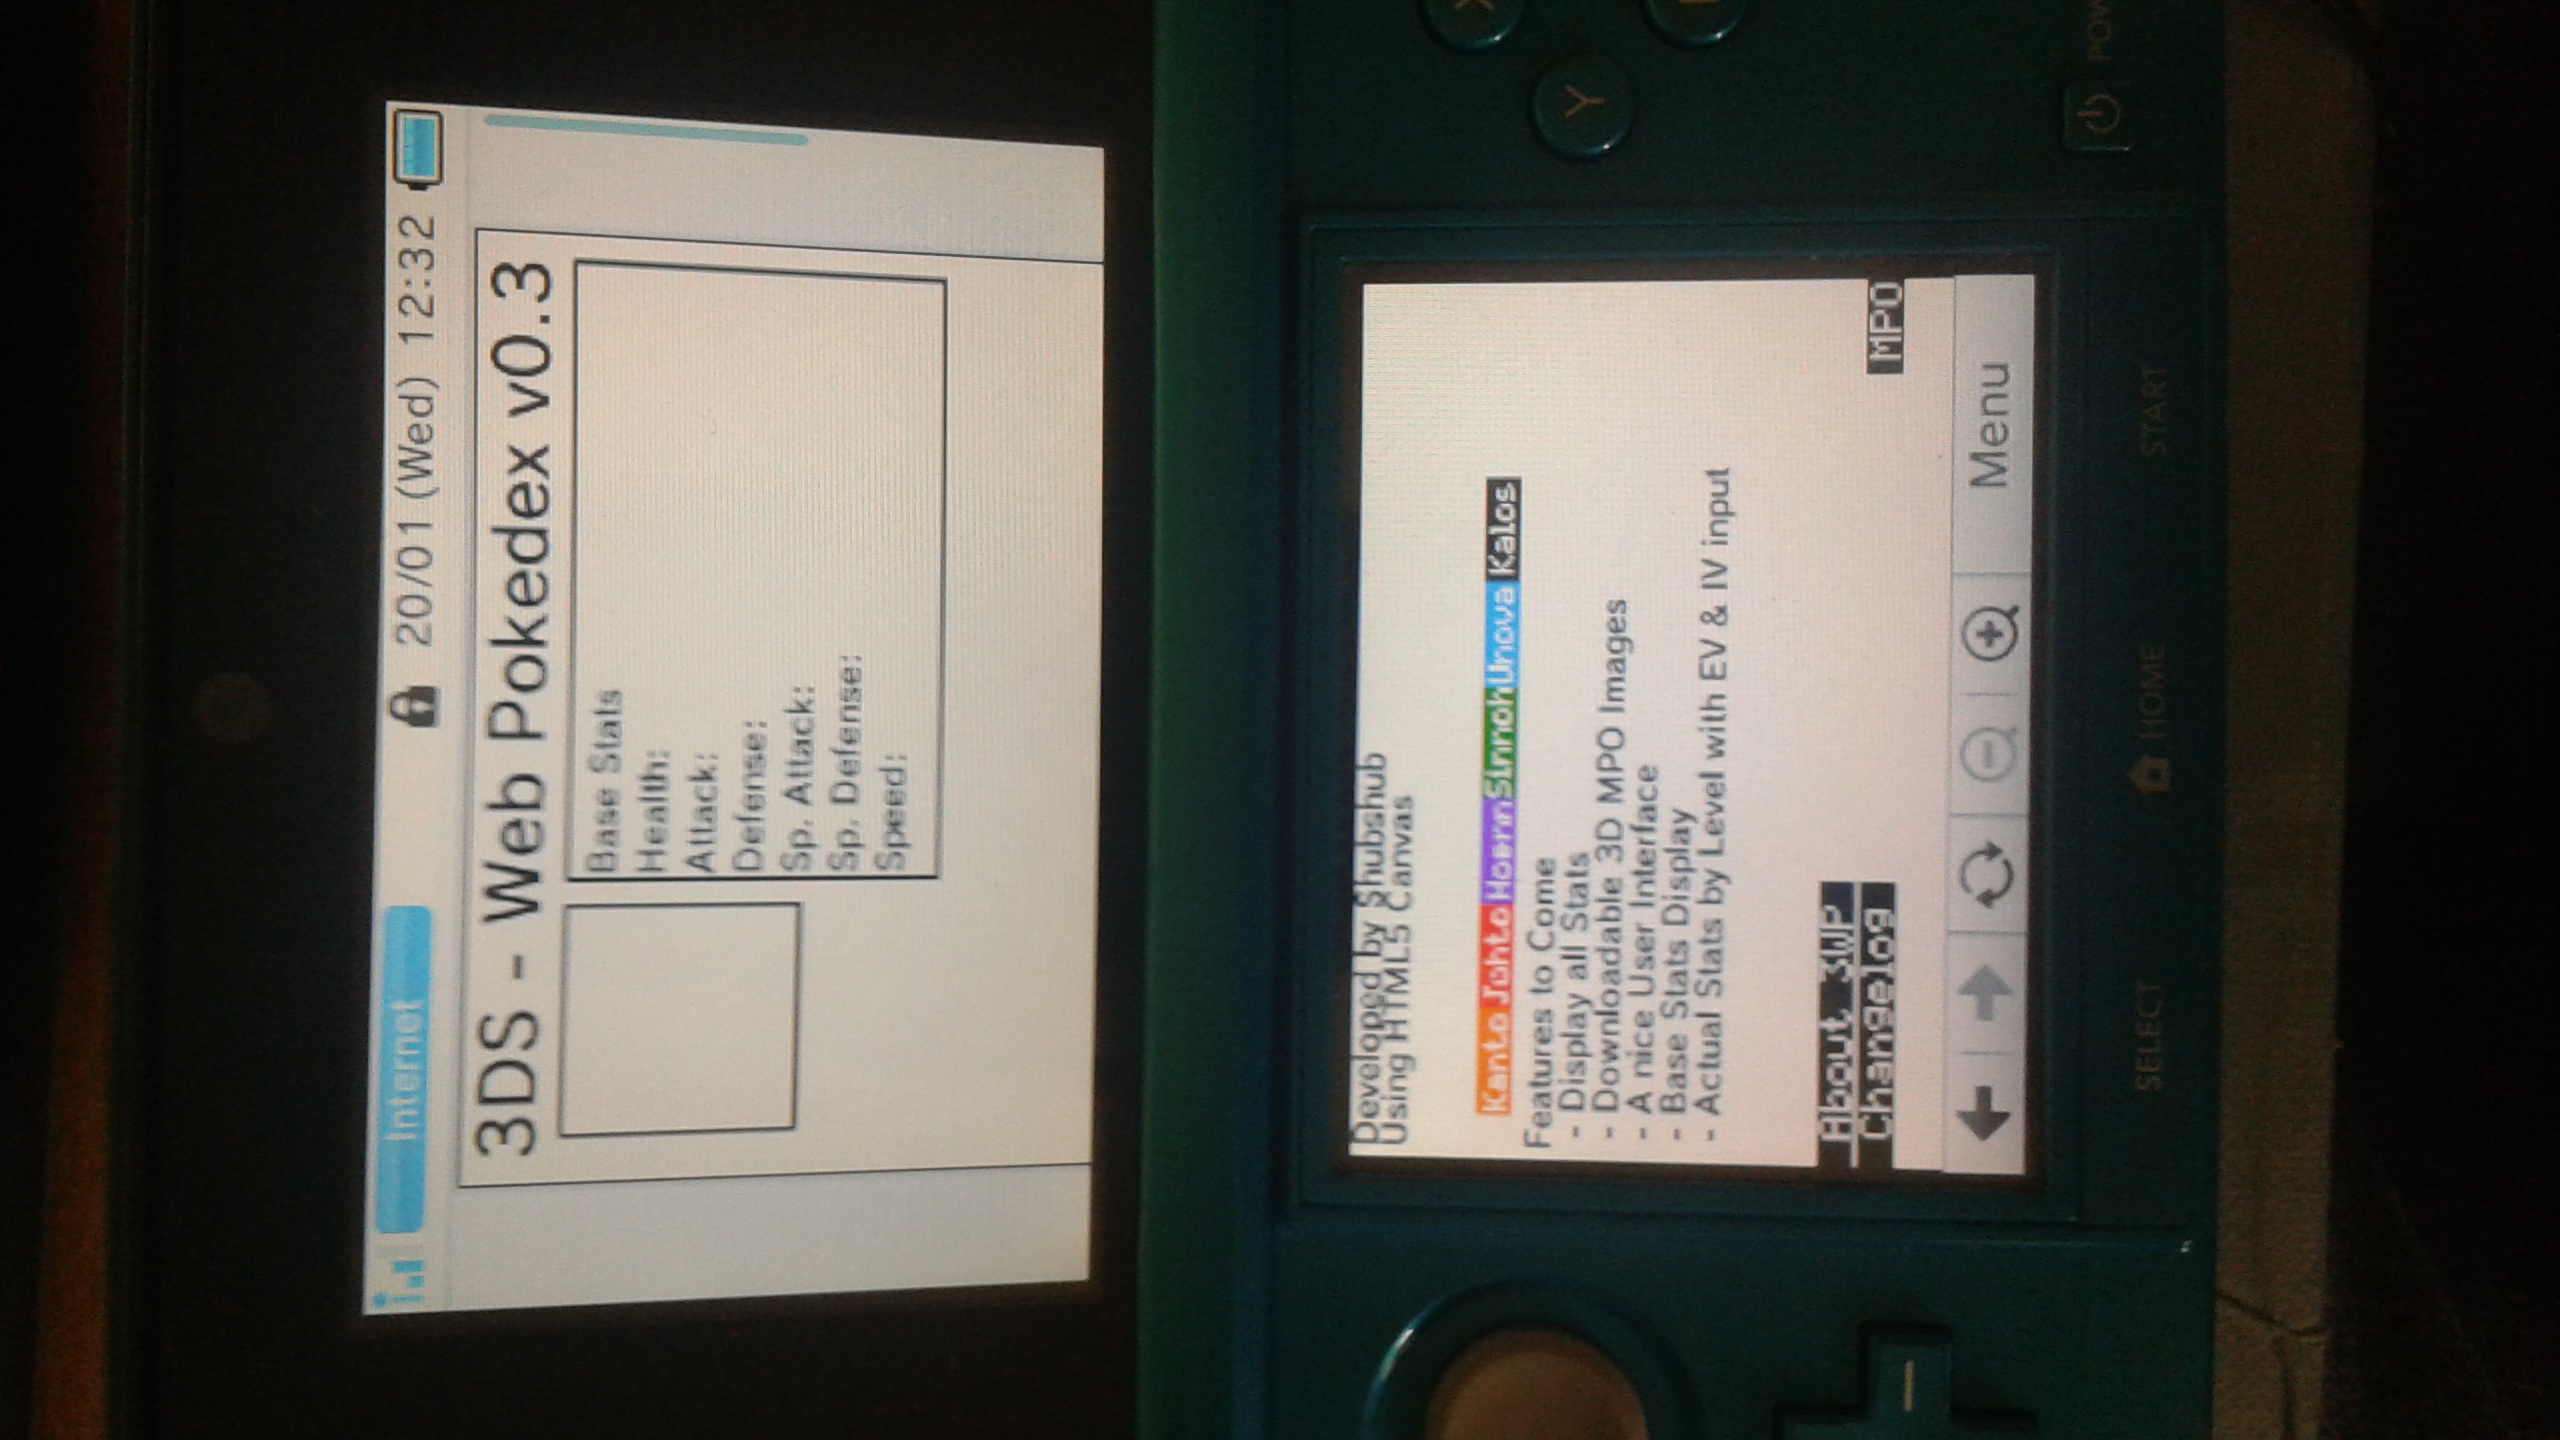 Internet 20/01 (Wed) 12:32
3DS - Web Pokedex v0.3
Base Stats
Health:
Attack:
Defense:
Sp. Attack:
Sp. Defense:
Speed:
Developed by Shubshub
Using HTML5 Canvas
Kanto Johto Hoenn Sinnoh Unova Kalos
Features to Come
- Display all Stats
- Downloadable 3D MPO Images
- A nice User Interface
- Base Stats Display
- Actual Stats by Level with EV & IV input
About 3WP
Changelog
MPO
Menu
Y
SELECT HOME START